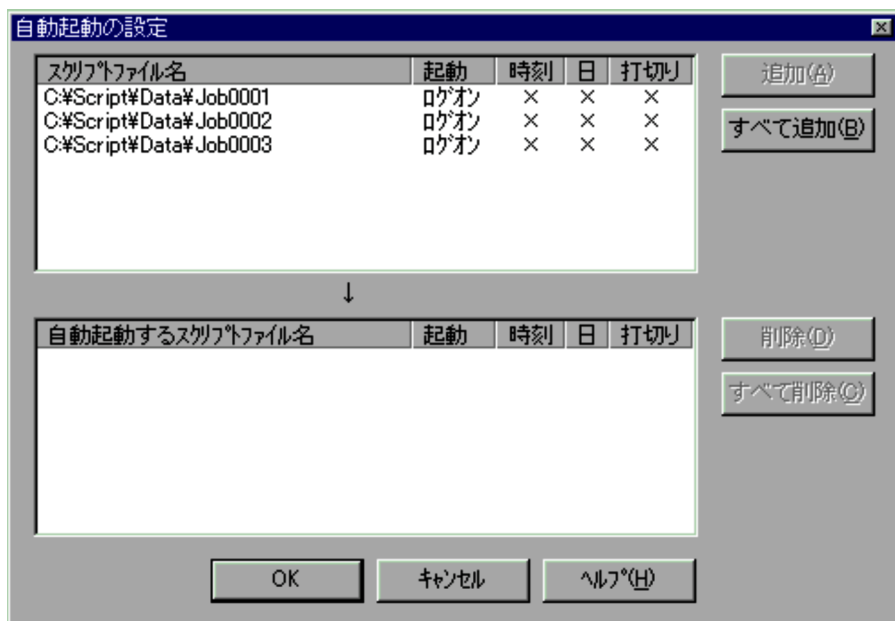 自動起動の設定
ｽｸﾘﾌﾟﾄﾌｧｲﾙ名 起動 時刻 日 打切り
C:¥Script¥Data¥Job0001 ﾛｸﾞｵﾝ × × ×
C:¥Script¥Data¥Job0002 ﾛｸﾞｵﾝ × × ×
C:¥Script¥Data¥Job0003 ﾛｸﾞｵﾝ × × ×
追加(A)
すべて追加(B)
↓
自動起動するｽｸﾘﾌﾟﾄﾌｧｲﾙ名 起動 時刻 日 打切り
削除(D)
すべて削除(C)
OK ｷｬﾝｾﾙ ﾍﾙﾌﾟ(H)